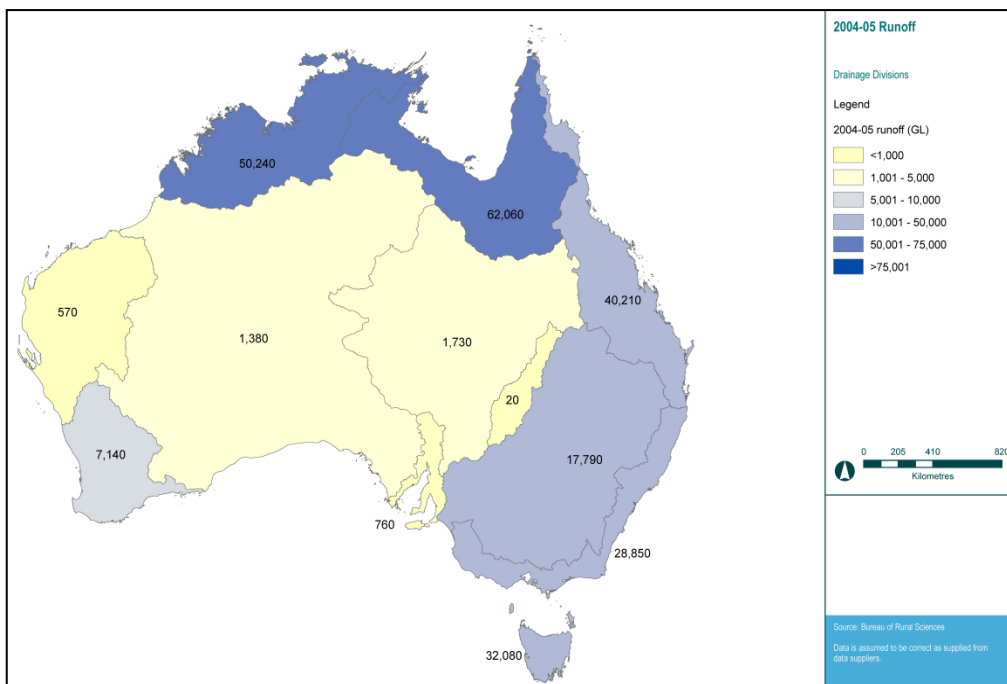 2004-05 Runoff
Drainage Divisions
Legend
2004-05 runoff (GL)
<1,000
1,001 - 5,000
5,001 - 10,000
10,001 - 50,000
50,001 - 75,000
>75,001
50,240
62,060
570
1,380
1,730
40,210
20
7,140
17,790
760
28,850
32,080
0 205 410 820
Kilometres
Source: Bureau of Rural Sciences
Data is assumed to be correct as supplied from
data suppliers.